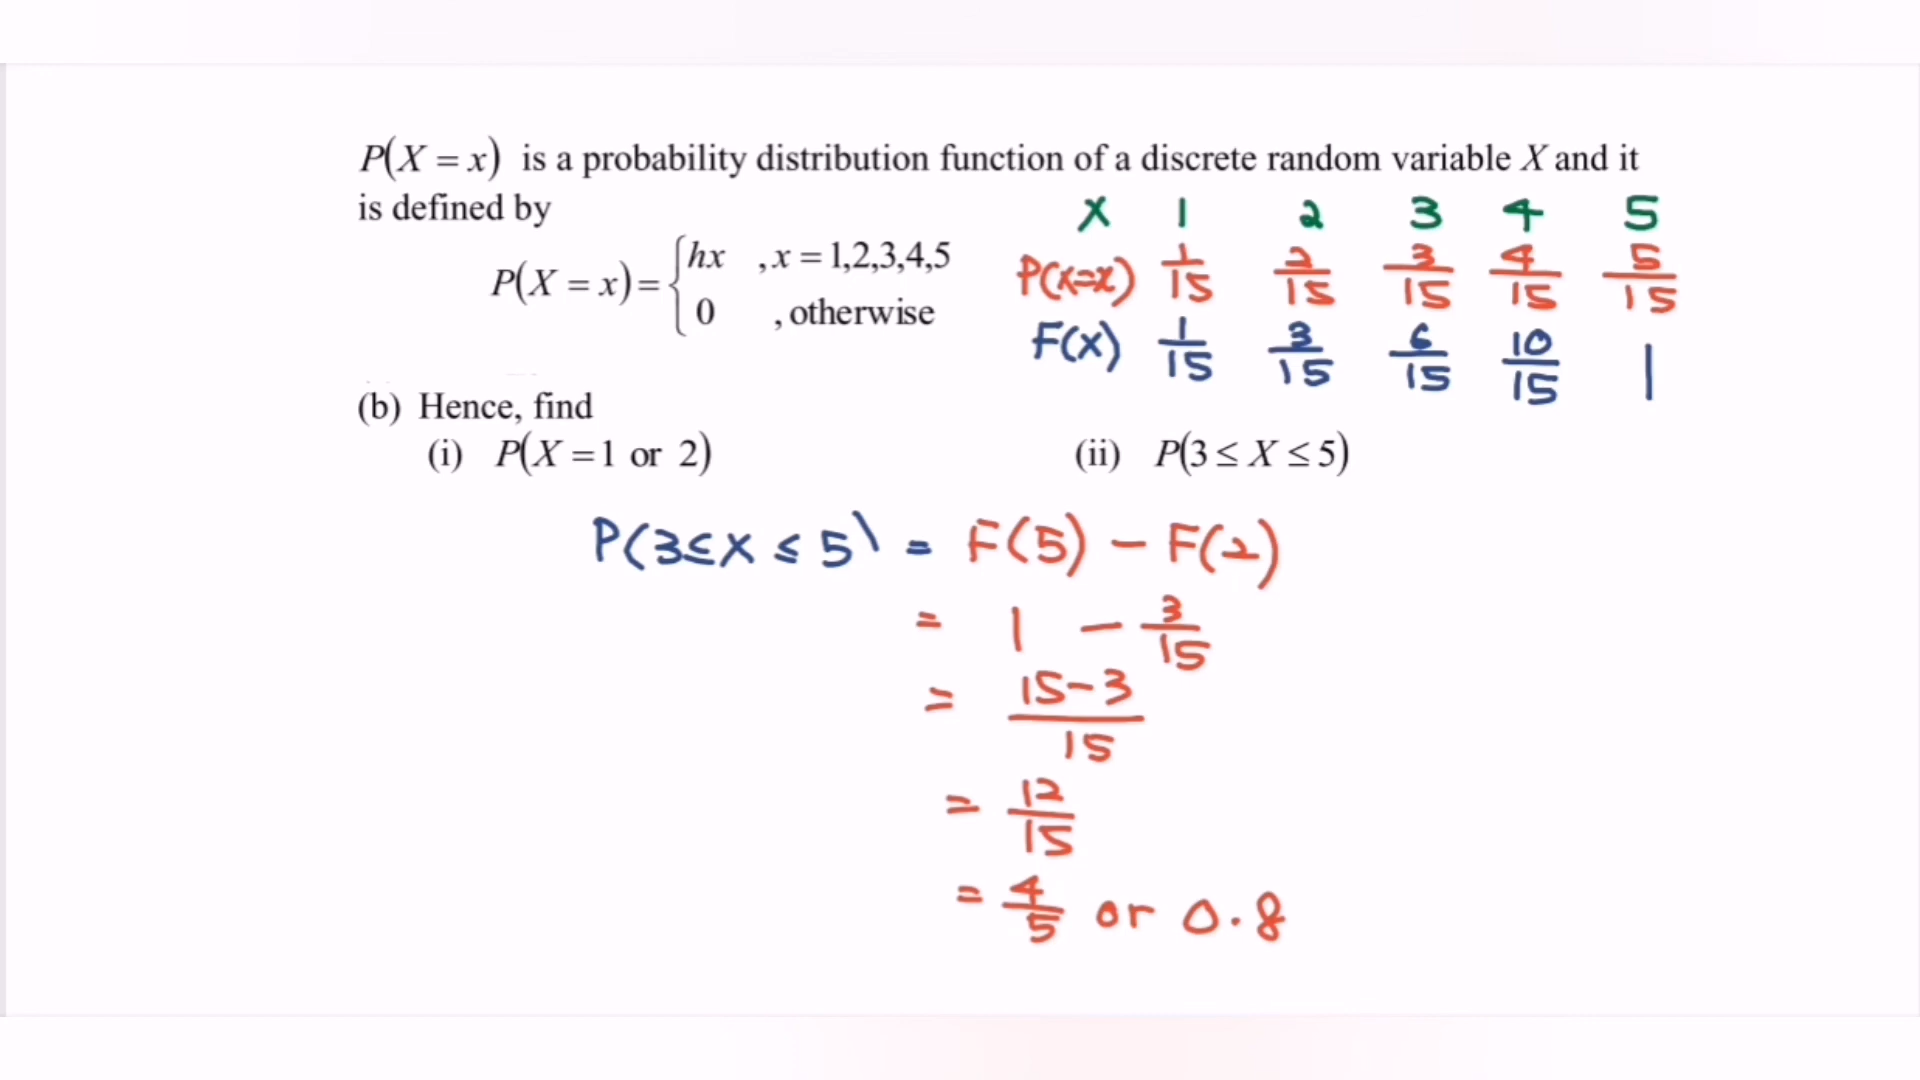 P(X = x) is a probability distribution function of a discrete random variable X and it
is defined by
P(X = x) = { hx , x = 1,2,3,4,5
0 , otherwise
X 1 2 3 4 5
P(X=x) 1/15 2/15 3/15 4/15 5/15
F(X) 1/15 3/15 6/15 10/15 1
(b) Hence, find
(i) P(X = 1 or 2) (ii) P(3 ≤ X ≤ 5)
P(3 ≤ X ≤ 5) = F(5) - F(2)
= 1 - 3/15
= 15-3/15
= 12/15
= 4/5 or 0.8